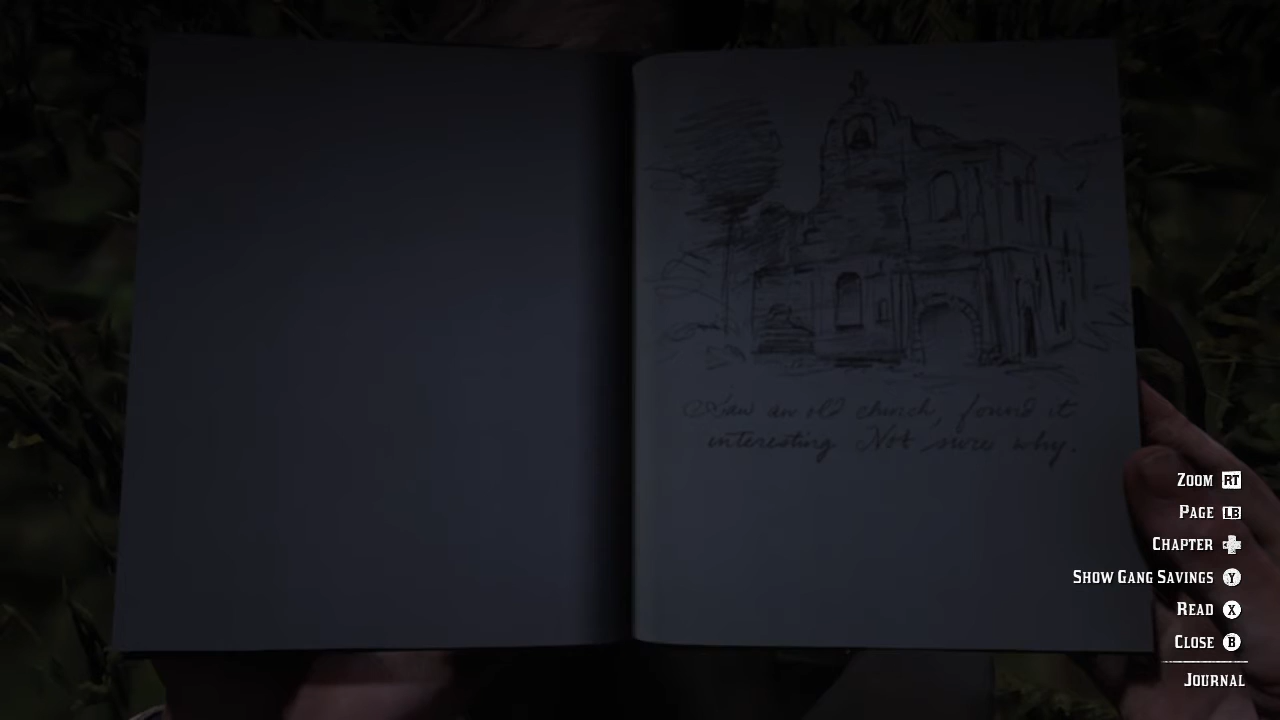 Saw an old church, found it
interesting Not sure why.
Zoom RT
Page LB
Chapter
Show Gang Savings Y
Read X
Close B
Journal